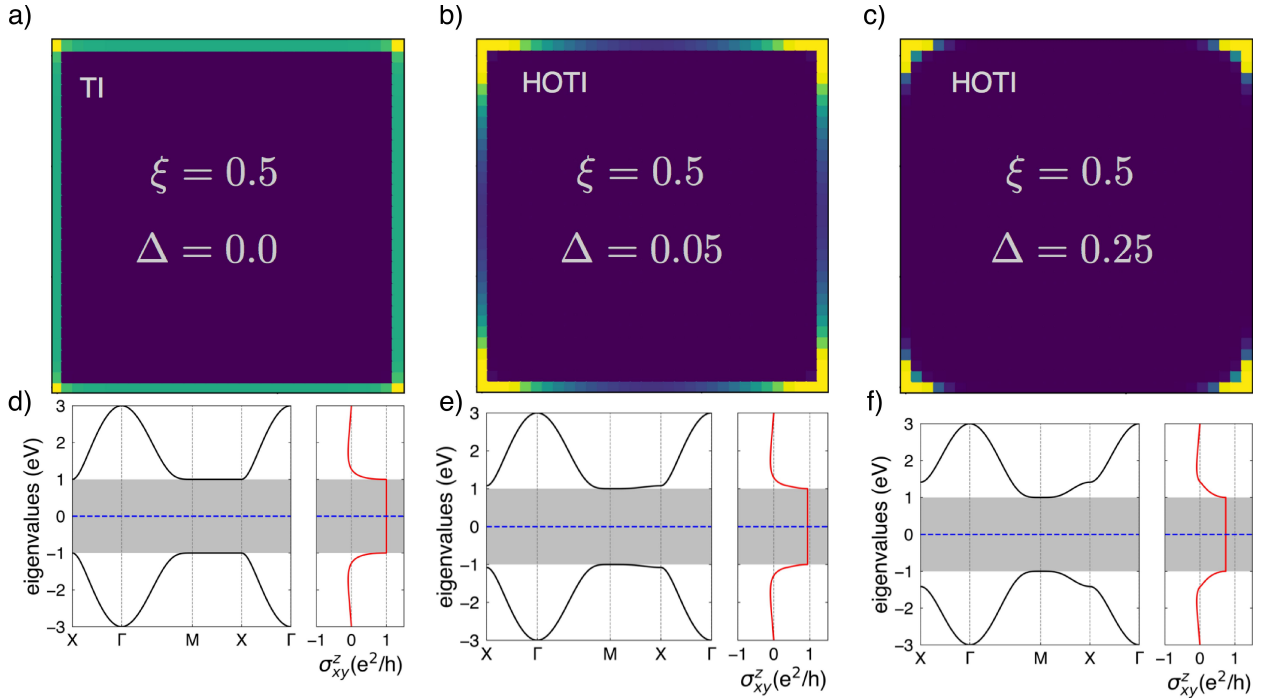 a)
b)
c)
TI
HOTI
HOTI
ξ = 0.5
ξ = 0.5
ξ = 0.5
Δ = 0.0
Δ = 0.05
Δ = 0.25
d)
eigenvalues (eV)
3
2
1
0
−1
−2
−3
X Γ M X Γ
−1 0 1
σ^z_xy(e²/h)
e)
eigenvalues (eV)
3
2
1
0
−1
−2
−3
X Γ M X Γ
−1 0 1
σ^z_xy(e²/h)
f)
eigenvalues (eV)
3
2
1
0
−1
−2
−3
X Γ M X Γ
−1 0 1
σ^z_xy(e²/h)